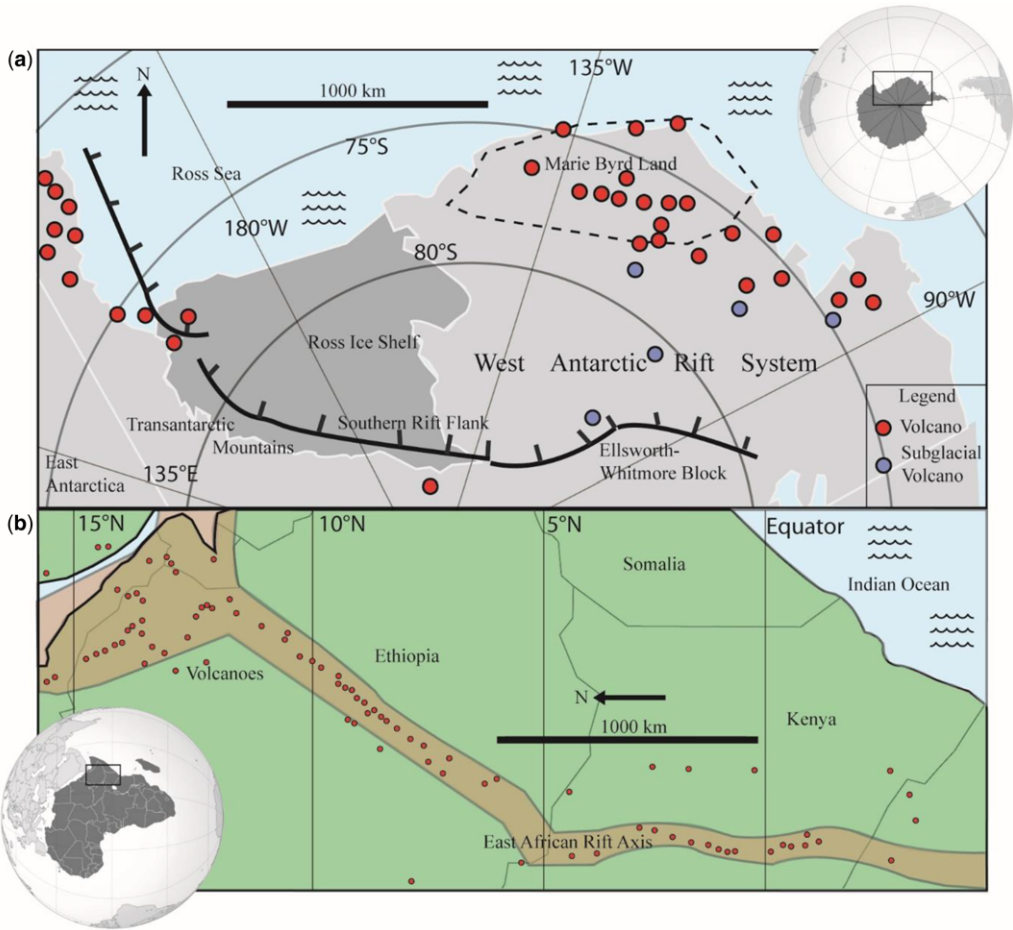 (a)
N
135°W
1000 km
75°S
Ross Sea
Marie Byrd Land
180°W
80°S
90°W
Ross Ice Shelf
West Antarctic Rift System
Legend
Volcano
Subglacial
Volcano
Transantarctic
Mountains
Southern Rift Flank
Ellsworth-
Whitmore Block
East
Antarctica
135°E
(b)
15°N
10°N
5°N
Equator
Somalia
Indian Ocean
Ethiopia
Volcanoes
N
Kenya
1000 km
East African Rift Axis